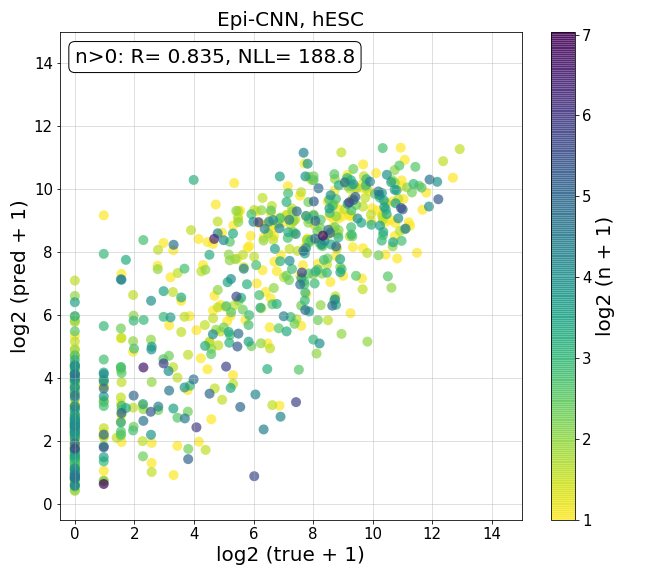 Epi-CNN, hESC
n>0: R= 0.835, NLL= 188.8
14
12
10
8
6
4
2
0
log2 (pred + 1)
0 2 4 6 8 10 12 14
log2 (true + 1)
7
6
5
4
3
2
1
log2 (n + 1)